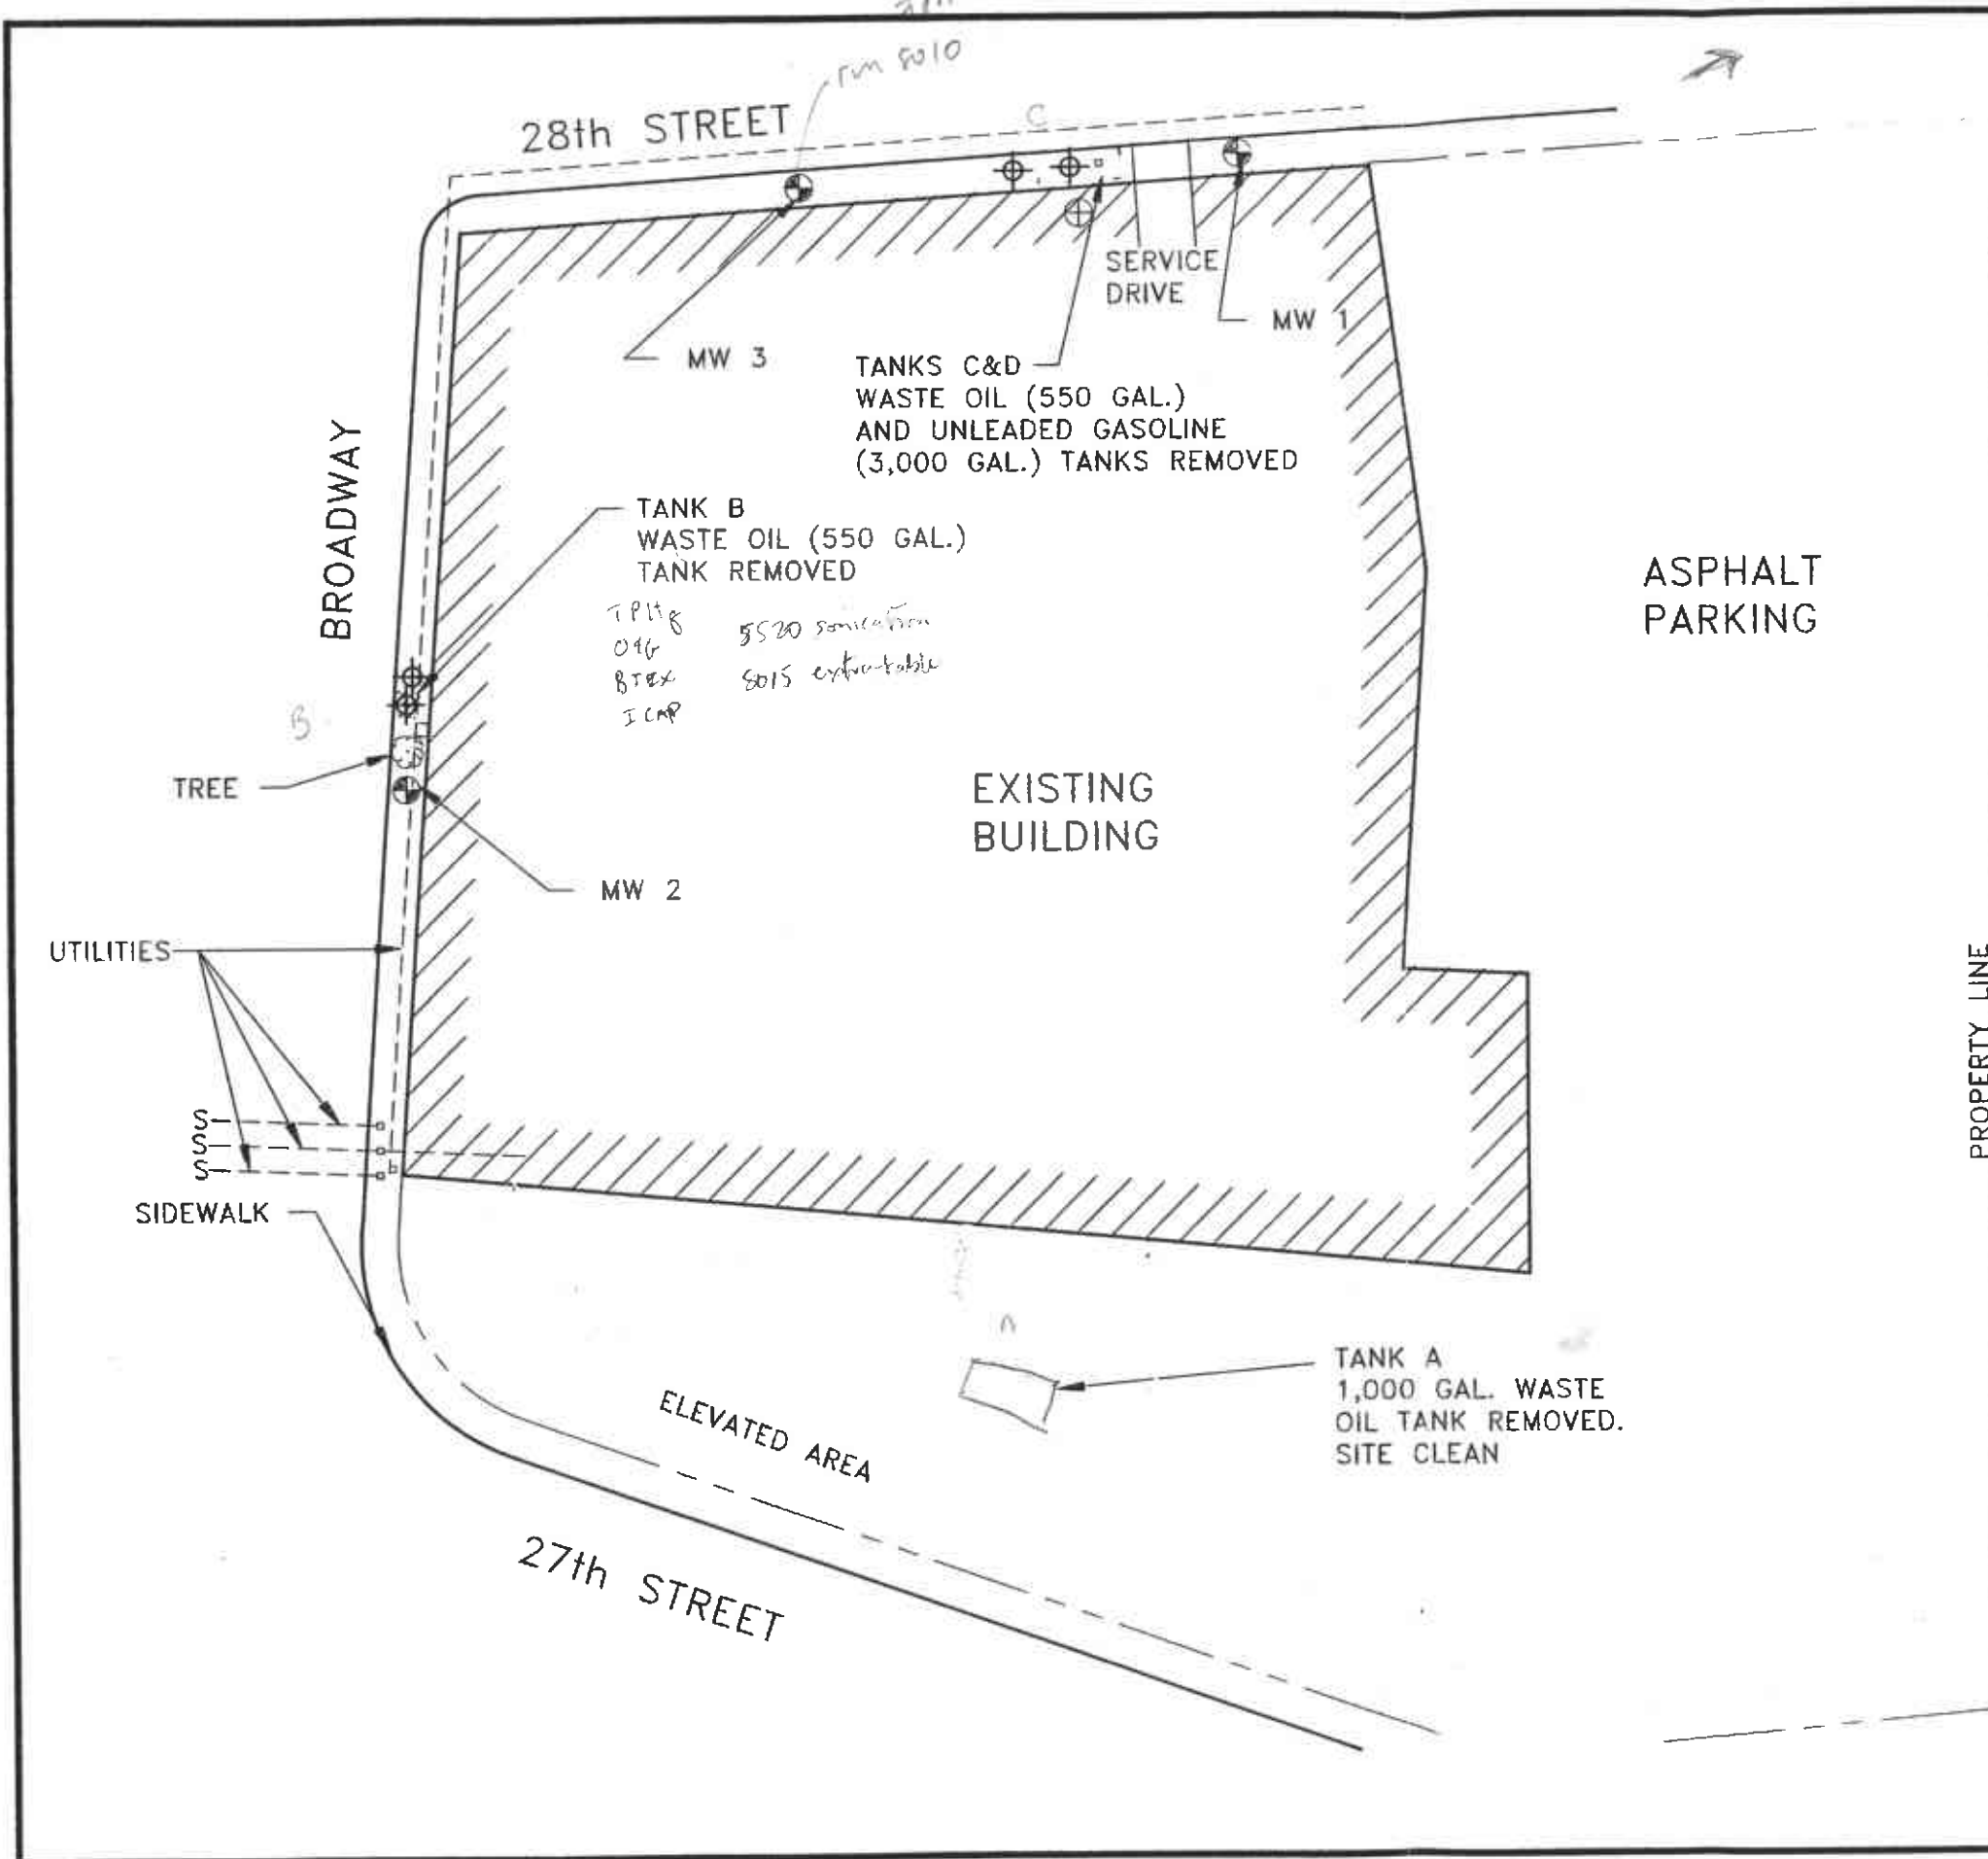 run 8010
28th STREET
C
SERVICE
DRIVE
MW 1
MW 3
TANKS C&D
WASTE OIL (550 GAL.)
AND UNLEADED GASOLINE
(3,000 GAL.) TANKS REMOVED
BROADWAY
TANK B
WASTE OIL (550 GAL.)
TANK REMOVED
TPHg
O&G 5520 sonication
BTEX 8015 extractable
ICAP
ASPHALT
PARKING
B
TREE
EXISTING
BUILDING
MW 2
UTILITIES
PROPERTY LINE
S
S
S
SIDEWALK
A
TANK A
1,000 GAL. WASTE
OIL TANK REMOVED.
SITE CLEAN
ELEVATED AREA
27th STREET